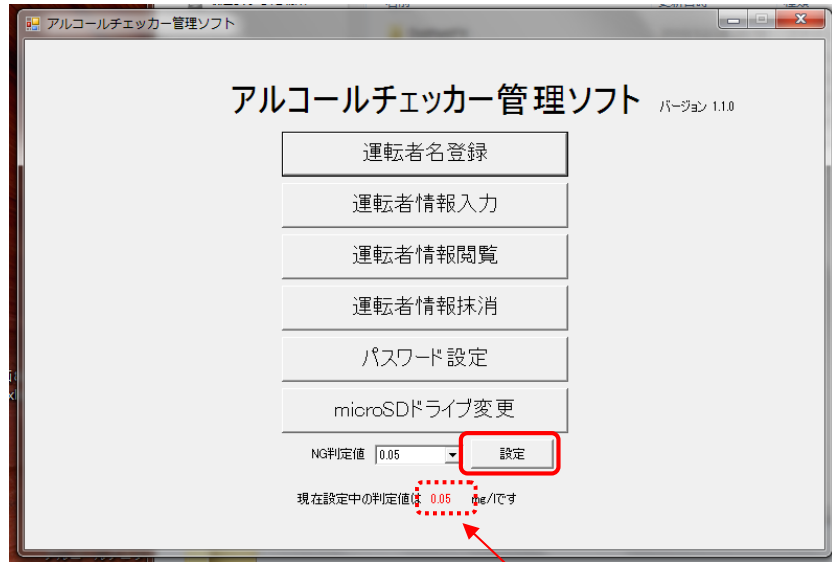 アルコールチェッカー管理ソフト
アルコールチェッカー管理ソフト バージョン 1.1.0
運転者名登録
運転者情報入力
運転者情報閲覧
運転者情報抹消
パスワード設定
microSDドライブ変更
NG判定値 0.05 設定
現在設定中の判定値は 0.05 mg/lです